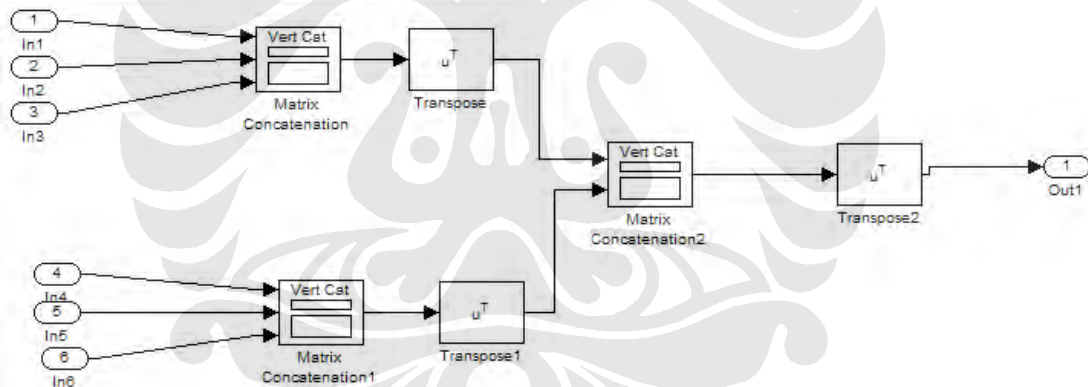 1
In1
2
In2
3
In3
Vert Cat
Matrix
Concatenation
u^T
Transpose
Vert Cat
Matrix
Concatenation2
u^T
Transpose2
1
Out1
4
In4
5
In5
6
In6
Vert Cat
Matrix
Concatenation1
u^T
Transpose1